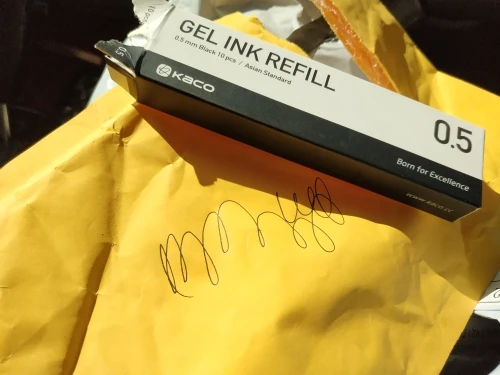 GEL INK REFILL
0.5 mm Black 10 pcs / Asian Standard
KACO
0.5
Born for Excellence